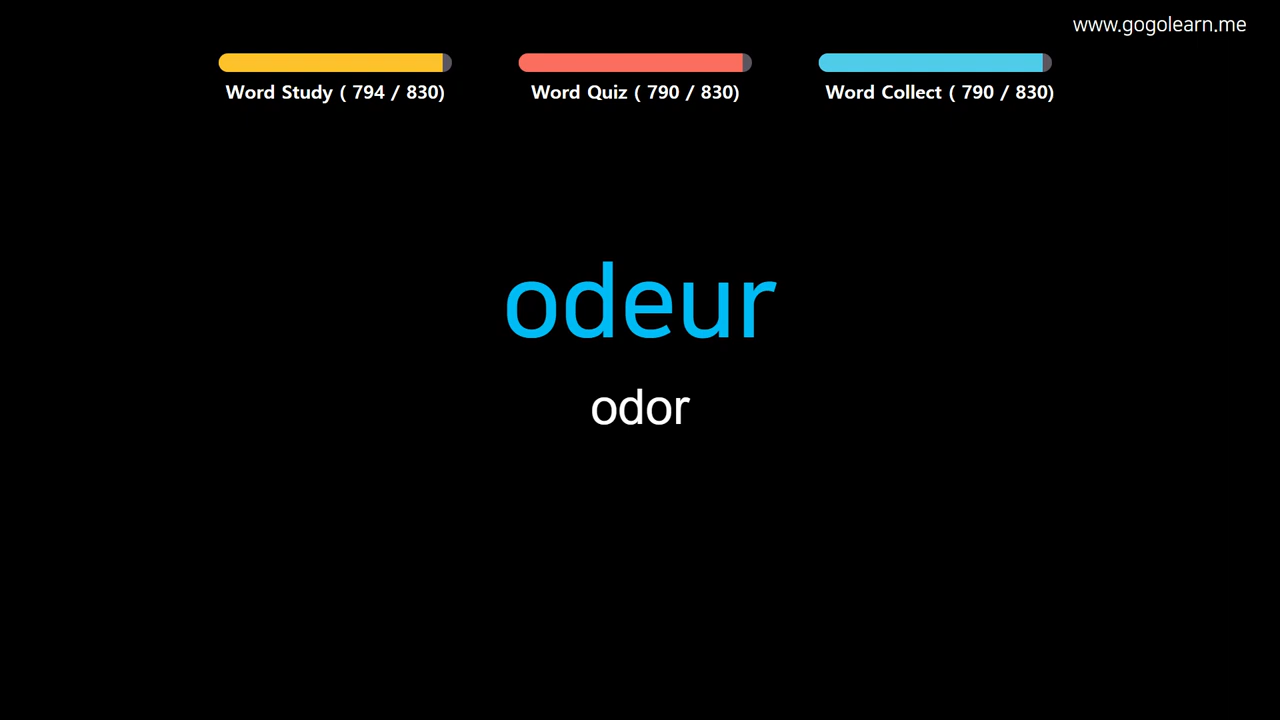 www.gogolearn.me
Word Study ( 794 / 830)
Word Quiz ( 790 / 830)
Word Collect ( 790 / 830)
odeur
odor